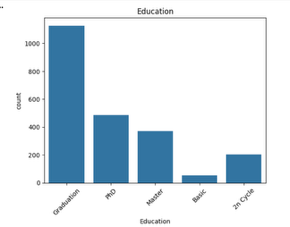 Education
1000
800
600
400
200
0
count
Graduation
PhD
Master
Basic
2n Cycle
Education